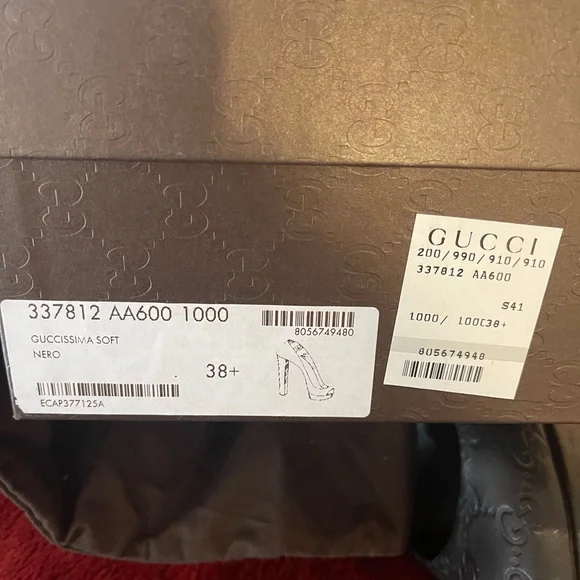 337812 AA600 1000
8056749480
GUCCISSIMA SOFT
NERO
38+
ECAP377125A
GUCCI
200/990/910/910
337812 AA600
S41
1000/ 100C38+
805674948